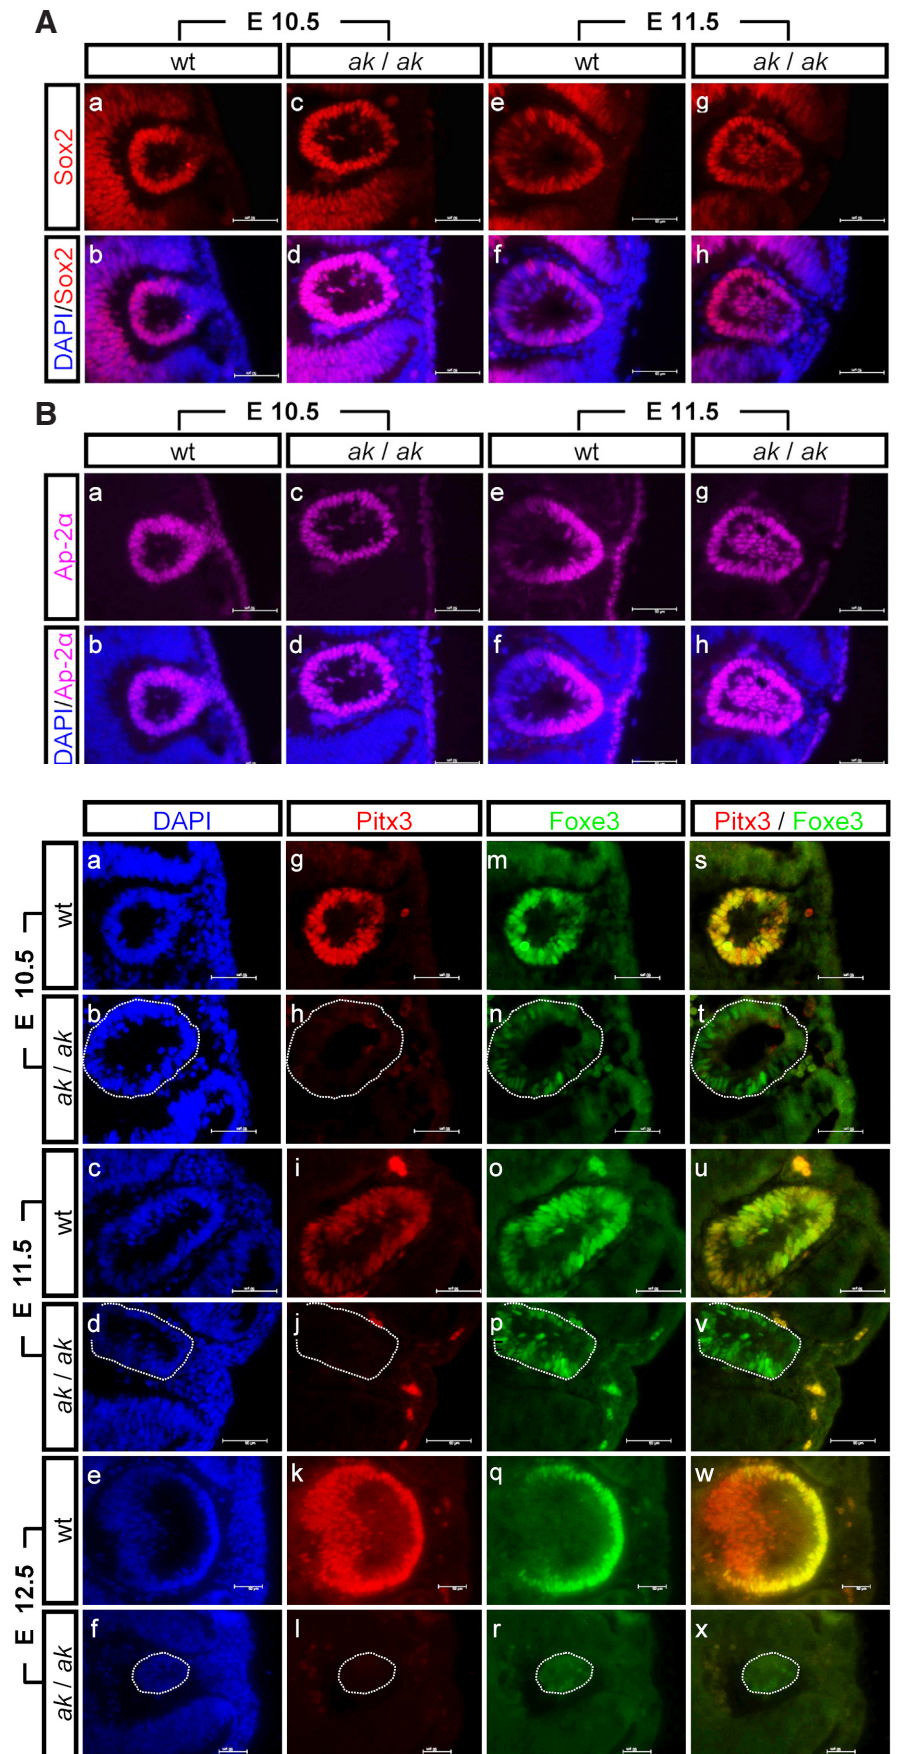 A
E 10.5
E 11.5
wt
ak / ak
wt
ak / ak
Sox2
a
c
e
g
DAPI/Sox2
b
d
f
h
B
E 10.5
E 11.5
wt
ak / ak
wt
ak / ak
Ap-2α
a
c
e
g
DAPI/Ap-2α
b
d
f
h
DAPI
Pitx3
Foxe3
Pitx3 / Foxe3
E 10.5
wt
a
g
m
s
ak / ak
b
h
n
t
E 11.5
wt
c
i
o
u
ak / ak
d
j
p
v
E 12.5
wt
e
k
q
w
ak / ak
f
l
r
x